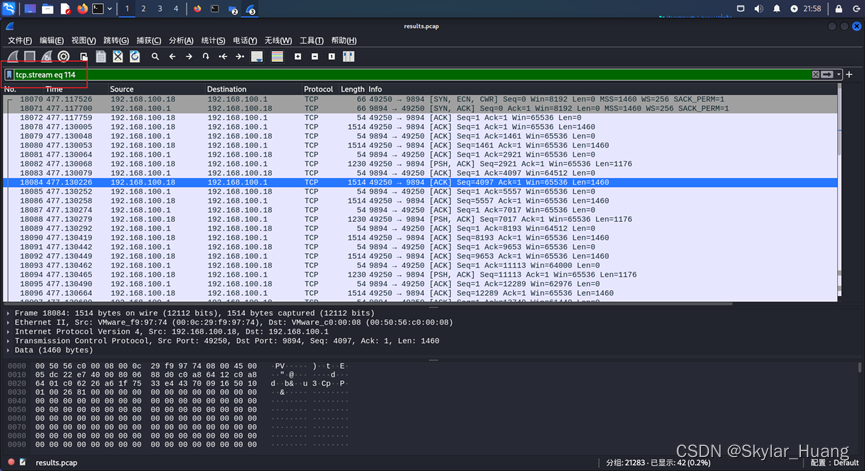 1 2 3 4
21:58
results.pcap
文件(F) 编辑(E) 视图(V) 跳转(G) 捕获(C) 分析(A) 统计(S) 电话(Y) 无线(W) 工具(T) 帮助(H)
tcp.stream eq 114
No. Time Source Destination Protocol Length Info
18070 477.117526 192.168.100.18 192.168.100.1 TCP 66 49250 → 9894 [SYN, ECN, CWR] Seq=0 Win=8192 Len=0 MSS=1460 WS=256 SACK_PERM=1
18071 477.117700 192.168.100.1 192.168.100.18 TCP 66 9894 → 49250 [SYN, ACK] Seq=0 Ack=1 Win=8192 Len=0 MSS=1460 WS=256 SACK_PERM=1
18072 477.117759 192.168.100.18 192.168.100.1 TCP 54 49250 → 9894 [ACK] Seq=1 Ack=1 Win=65536 Len=0
18078 477.130005 192.168.100.18 192.168.100.1 TCP 1514 49250 → 9894 [ACK] Seq=1 Ack=1 Win=65536 Len=1460
18079 477.130048 192.168.100.1 192.168.100.18 TCP 54 9894 → 49250 [ACK] Seq=1 Ack=1461 Win=65536 Len=0
18080 477.130053 192.168.100.18 192.168.100.1 TCP 1514 49250 → 9894 [ACK] Seq=1461 Ack=1 Win=65536 Len=1460
18081 477.130064 192.168.100.1 192.168.100.18 TCP 54 9894 → 49250 [ACK] Seq=1 Ack=2921 Win=65536 Len=0
18082 477.130068 192.168.100.18 192.168.100.1 TCP 1230 49250 → 9894 [PSH, ACK] Seq=2921 Ack=1 Win=65536 Len=1176
18083 477.130079 192.168.100.1 192.168.100.18 TCP 54 9894 → 49250 [ACK] Seq=1 Ack=4097 Win=64512 Len=0
18084 477.130226 192.168.100.18 192.168.100.1 TCP 1514 49250 → 9894 [ACK] Seq=4097 Ack=1 Win=65536 Len=1460
18085 477.130252 192.168.100.1 192.168.100.18 TCP 54 9894 → 49250 [ACK] Seq=1 Ack=5557 Win=65536 Len=0
18086 477.130258 192.168.100.18 192.168.100.1 TCP 1514 49250 → 9894 [ACK] Seq=5557 Ack=1 Win=65536 Len=1460
18087 477.130274 192.168.100.1 192.168.100.18 TCP 54 9894 → 49250 [ACK] Seq=1 Ack=7017 Win=65536 Len=0
18088 477.130279 192.168.100.18 192.168.100.1 TCP 1230 49250 → 9894 [PSH, ACK] Seq=7017 Ack=1 Win=65536 Len=1176
18089 477.130292 192.168.100.1 192.168.100.18 TCP 54 9894 → 49250 [ACK] Seq=1 Ack=8193 Win=64512 Len=0
18090 477.130419 192.168.100.18 192.168.100.1 TCP 1514 49250 → 9894 [ACK] Seq=8193 Ack=1 Win=65536 Len=1460
18091 477.130442 192.168.100.1 192.168.100.18 TCP 54 9894 → 49250 [ACK] Seq=1 Ack=9653 Win=65536 Len=0
18092 477.130449 192.168.100.18 192.168.100.1 TCP 1514 49250 → 9894 [ACK] Seq=9653 Ack=1 Win=65536 Len=1460
18093 477.130462 192.168.100.1 192.168.100.18 TCP 54 9894 → 49250 [ACK] Seq=1 Ack=11113 Win=64000 Len=0
18094 477.130465 192.168.100.18 192.168.100.1 TCP 1230 49250 → 9894 [PSH, ACK] Seq=11113 Ack=1 Win=65536 Len=1176
18095 477.130476 192.168.100.1 192.168.100.18 TCP 54 9894 → 49250 [ACK] Seq=1 Ack=12289 Win=62976 Len=0
18096 477.130664 192.168.100.18 192.168.100.1 TCP 1514 49250 → 9894 [ACK] Seq=12289 Ack=1 Win=65536 Len=1460
Frame 18084: 1514 bytes on wire (12112 bits), 1514 bytes captured (12112 bits)
Ethernet II, Src: VMware_f9:97:74 (00:0c:29:f9:97:74), Dst: VMware_c0:00:08 (00:50:56:c0:00:08)
Internet Protocol Version 4, Src: 192.168.100.18, Dst: 192.168.100.1
Transmission Control Protocol, Src Port: 49250, Dst Port: 9894, Seq: 4097, Ack: 1, Len: 1460
Data (1460 bytes)
0000 00 50 56 c0 00 08 00 0c 29 f9 97 74 08 00 45 00 ·PV·····)··t··E·
0010 05 dc 22 e7 40 00 80 06 88 d0 c0 a8 64 12 c0 a8 ··"·@·······d···
0020 64 01 c0 62 26 a6 1f 75 33 e4 43 70 09 16 50 10 d··b&··u3·Cp··P·
0030 01 00 26 81 00 00 00 00 00 00 00 00 00 00 00 00 ··&·············
0040 00 00 00 00 00 00 00 00 00 00 00 00 00 00 00 00 ················
0050 00 00 00 00 00 00 00 00 00 00 00 00 00 00 00 00 ················
0060 00 00 00 00 00 00 00 00 00 00 00 00 00 00 00 00 ················
0070 00 00 00 00 00 00 00 00 00 00 00 00 00 00 00 00 ················
0080 00 00 00 00 00 00 00 00 00 00 00 00 00 00 00 00 ················
0090 00 00 00 00 00 00 00 00 00 00 00 00 00 00 00 00 ················
results.pcap 分组: 21283 · 已显示: 42 (0.2%) 配置: Default
CSDN @Skylar_Huang